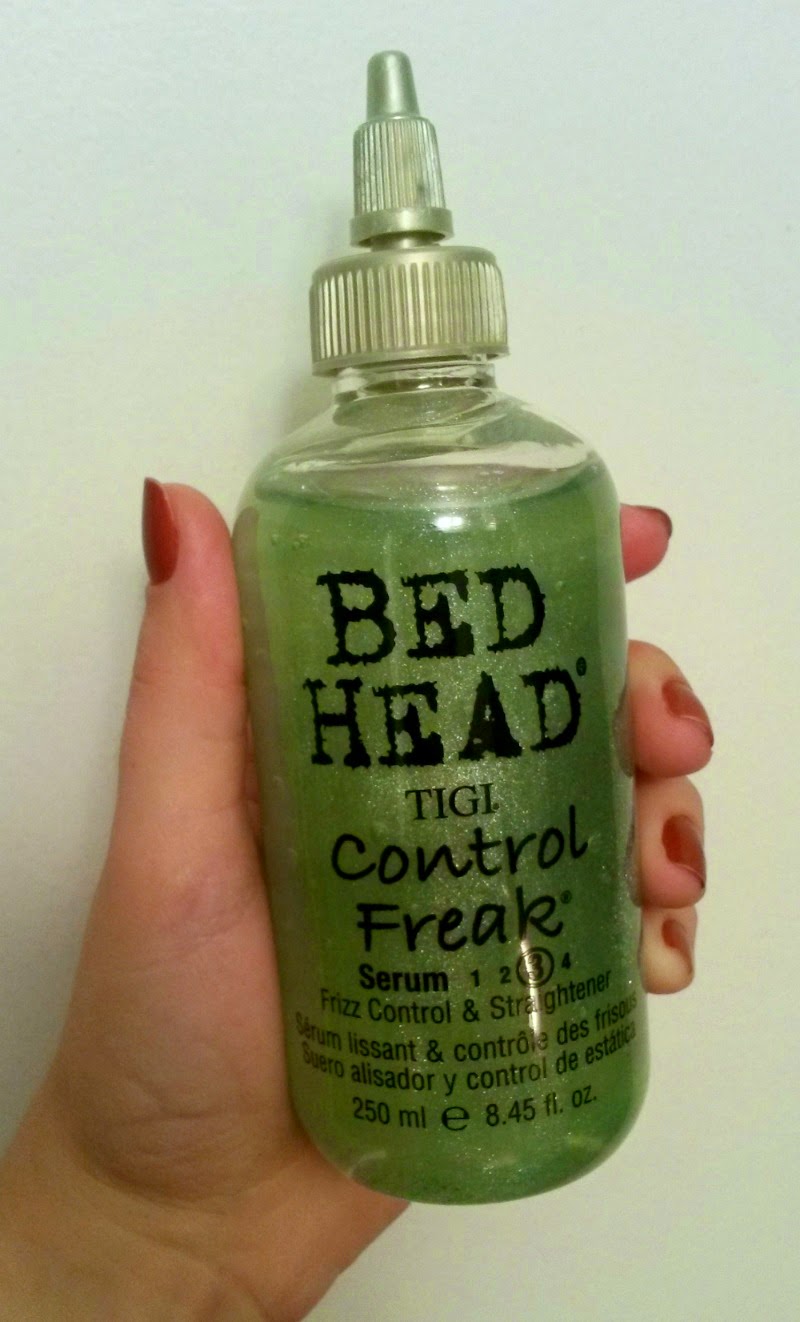 BED
HEAD®
TIGI®
Control
Freak®
Serum 1 2 3 4
Frizz Control & Straightener
Sérum lissant & contrôle des frisous
Suero alisador y control de estática
250 ml ℮ 8.45 fl. oz.